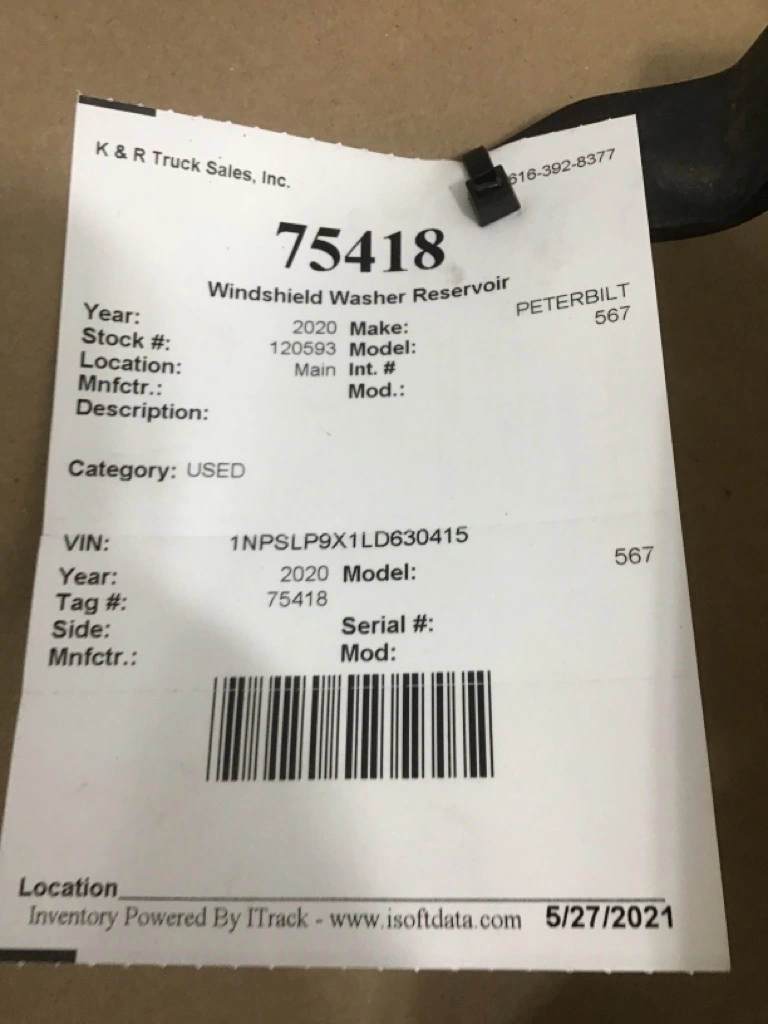 K & R Truck Sales, Inc. 616-392-8377
75418
Windshield Washer Reservoir
Year: 2020 Make: PETERBILT
Stock #: 120593 Model: 567
Location: Main Int. #
Mnfctr.: Mod.:
Description:
Category: USED
VIN: 1NPSLP9X1LD630415
Year: 2020 Model: 567
Tag #: 75418
Side: Serial #:
Mnfctr.: Mod:
Location
Inventory Powered By ITrack - www.isoftdata.com 5/27/2021